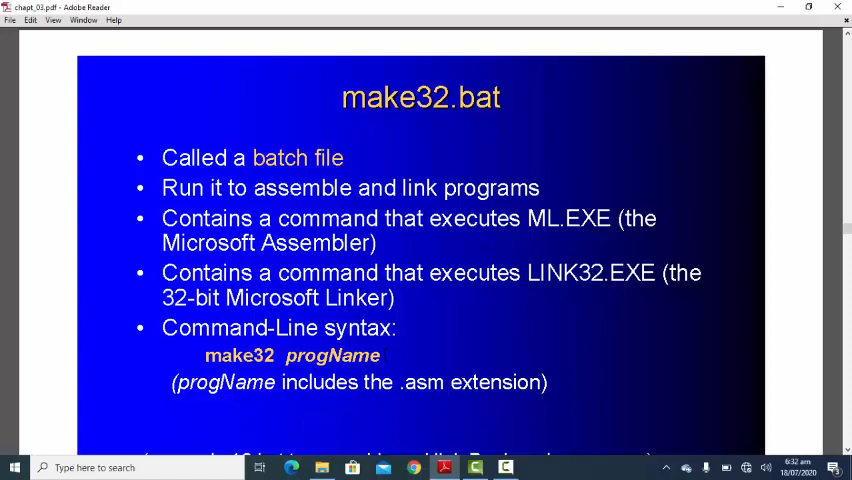 chapt_03.pdf - Adobe Reader
File Edit View Window Help
make32.bat
• Called a batch file
• Run it to assemble and link programs
• Contains a command that executes ML.EXE (the
Microsoft Assembler)
• Contains a command that executes LINK32.EXE (the
32-bit Microsoft Linker)
• Command-Line syntax:
make32 progName
(progName includes the .asm extension)
Type here to search
6:32 am
18/07/2020
3